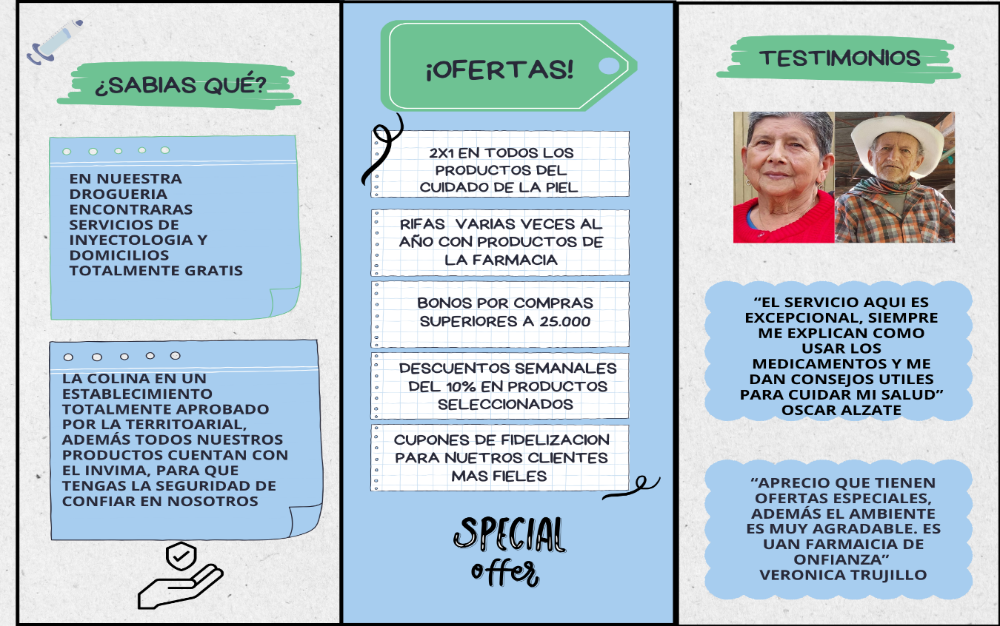 ¿SABIAS QUÉ?
EN NUEESTRA
DROGUERIA
ENCONTRARAS
SERVICIOS DE
INYECTOLOGIA Y
DOMICILIOS
TOTALMENTE GRATIS
LA COLINA EN UN
ESTABLECIMIENTO
TOTALMENTE APROBADO
POR LA TERRITOARIAL,
ADEMÁS TODOS NUESTROS
PRODUCTOS CUENTAN CON
EL INVIMA, PARA QUE
TENGAS LA SEGURIDAD DE
CONFIAR EN NOSOTROS
¡OFERTAS!
2X1 EN TODOS LOS
PRODUCTOS DEL
CUIDADO DE LA PIEL
RIFAS VARIAS VECES AL
AÑO CON PRODUCTOS DE
LA FARMACIA
BONOS POR COMPRAS
SUPERIORES A 25.000
DESCUENTOS SEMANALES
DEL 10% EN PRODUCTOS
SELECCIONADOS
CUPONES DE FIDELIZACION
PARA NUETROS CLIENTES
MAS FIELES
SPECIAL
offer
TESTIMONIOS
“EL SERVICIO AQUI ES
EXCEPCIONAL, SIEMPRE
ME EXPLICAN COMO
USAR LOS
MEDICAMENTOS Y ME
DAN CONSEJOS UTILES
PARA CUIDAR MI SALUD”
OSCAR ALZATE
“APRECIO QUE TIENEN
OFERTAS ESPECIALES,
ADEMÁS EL AMBIENTE
ES MUY AGRADABLE. ES
UAN FARMAICIA DE
ONFIANZA”
VERONICA TRUJILLO